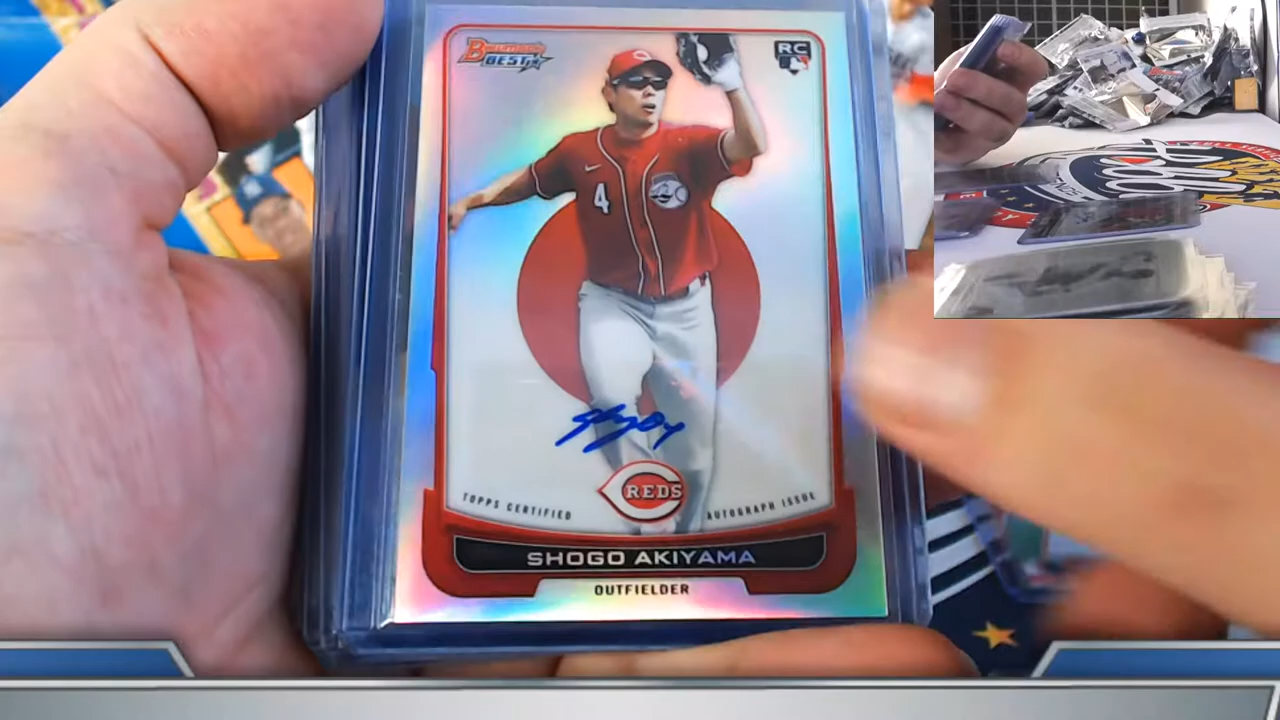 Bowman's BEST
RC
4
REDS
TOPPS CERTIFIED AUTOGRAPH ISSUE
SHOGO AKIYAMA
OUTFIELDER